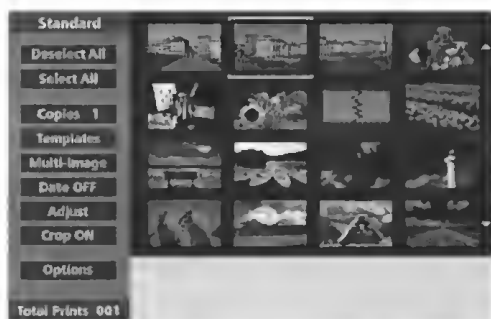 Standard
Deselect All
Select All
Copies 1
Templates
Multi-Image
Date OFF
Adjust
Crop ON
Options
Total Prints 001